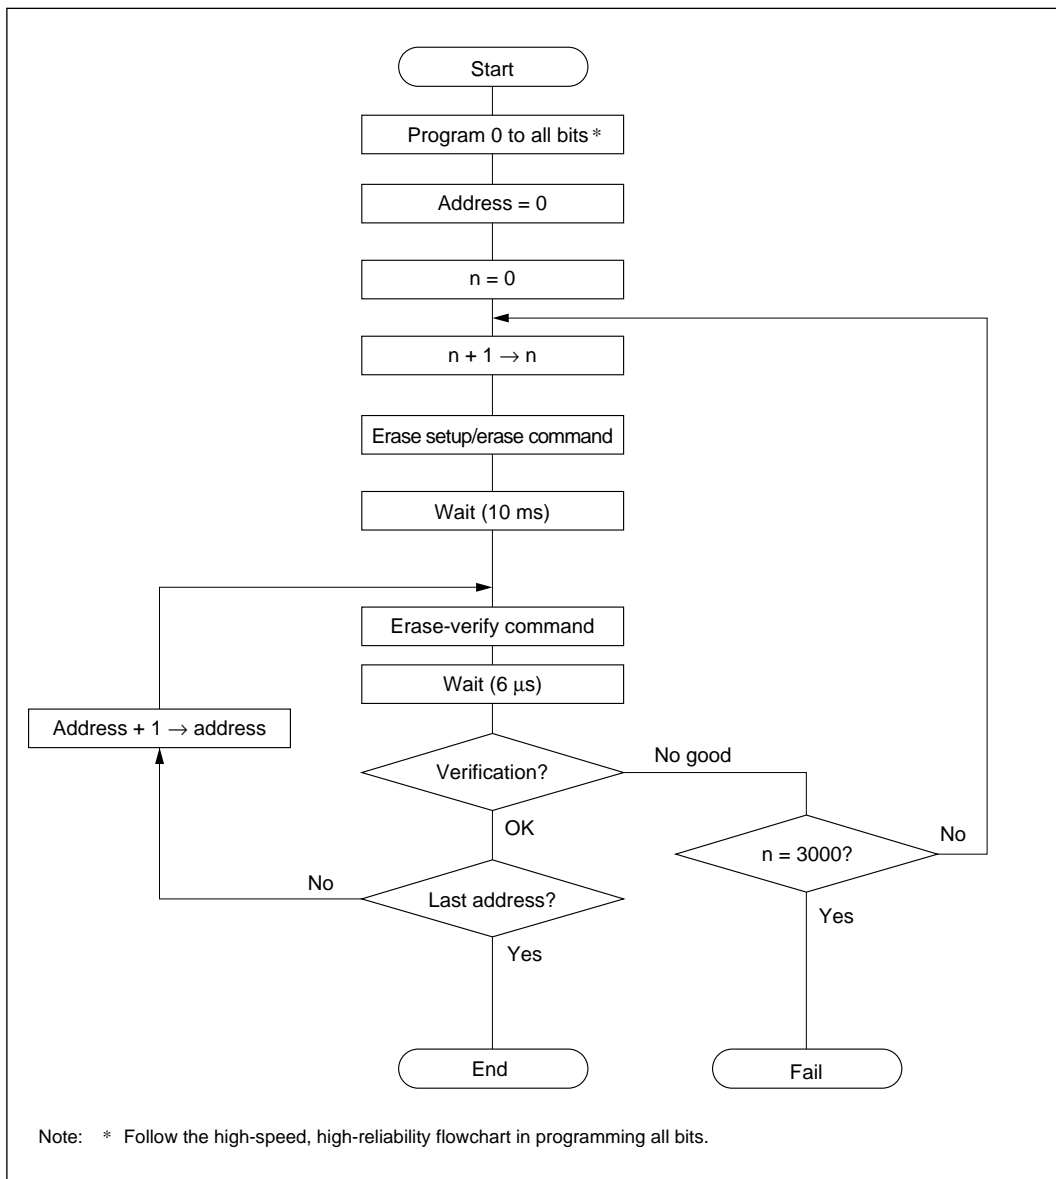 Start
Program 0 to all bits *
Address = 0
n = 0
n + 1 → n
Erase setup/erase command
Wait (10 ms)
Erase-verify command
Wait (6 μs)
Address + 1 → address
Verification?
No good
OK
n = 3000?
No
Last address?
No
Yes
Yes
End
Fail
Note: * Follow the high-speed, high-reliability flowchart in programming all bits.